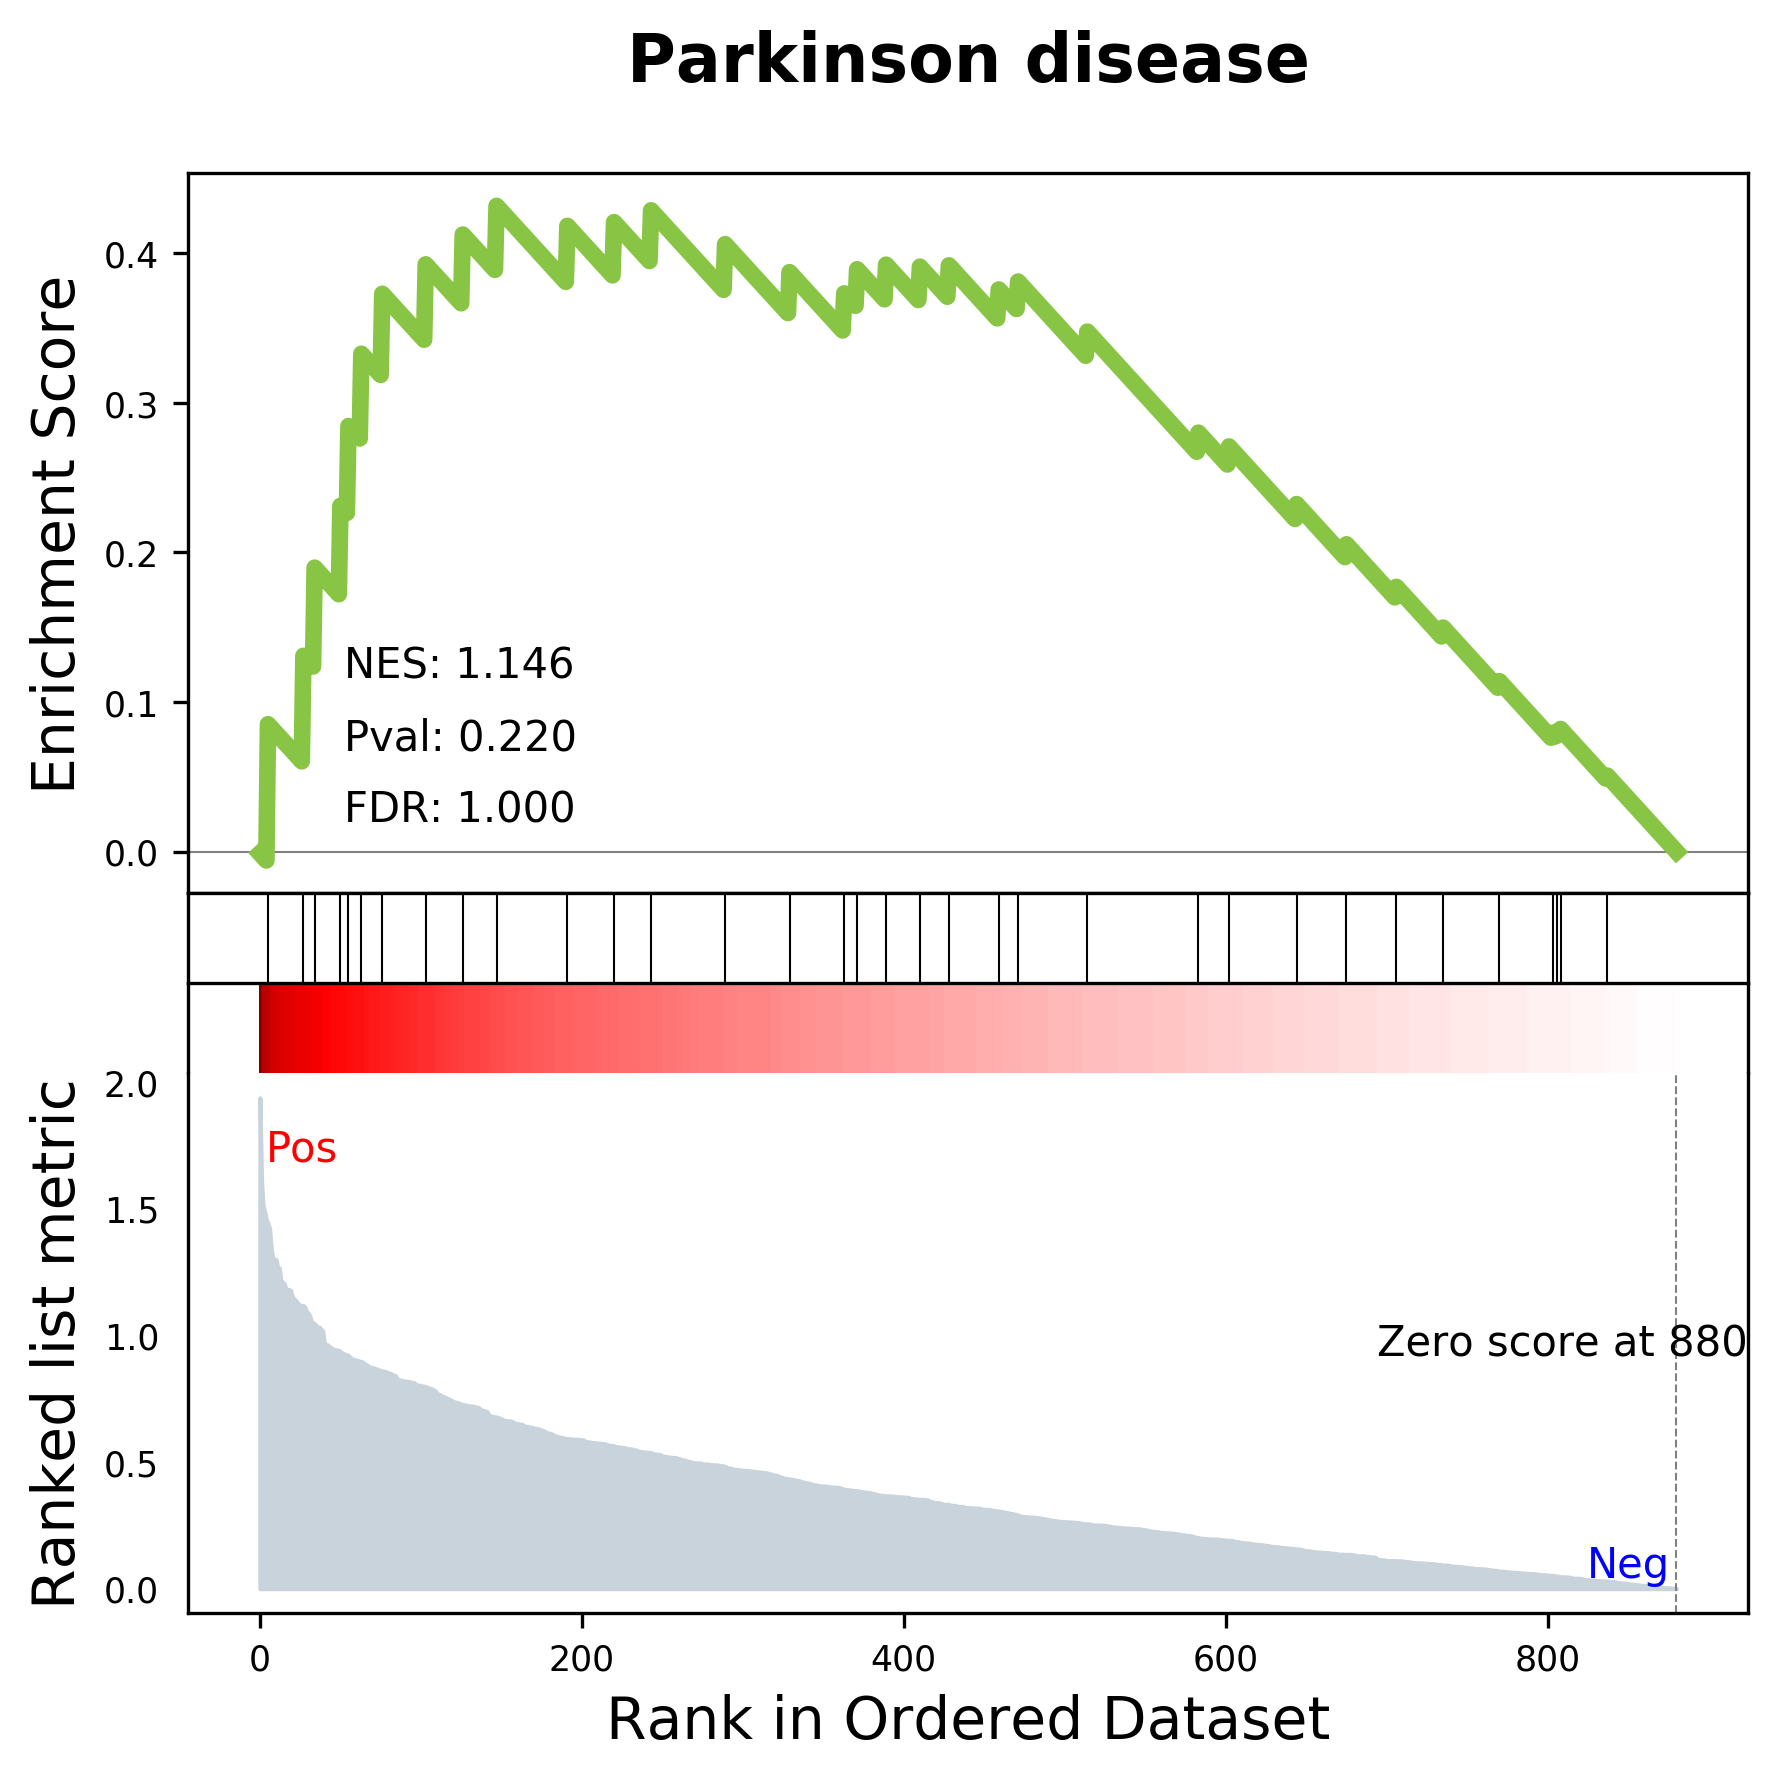 Parkinson disease
Enrichment Score
0.4
0.3
0.2
0.1
0.0
NES: 1.146
Pval: 0.220
FDR: 1.000
Ranked list metric
2.0
1.5
1.0
0.5
0.0
Pos
Zero score at 880
Neg
0 200 400 600 800
Rank in Ordered Dataset